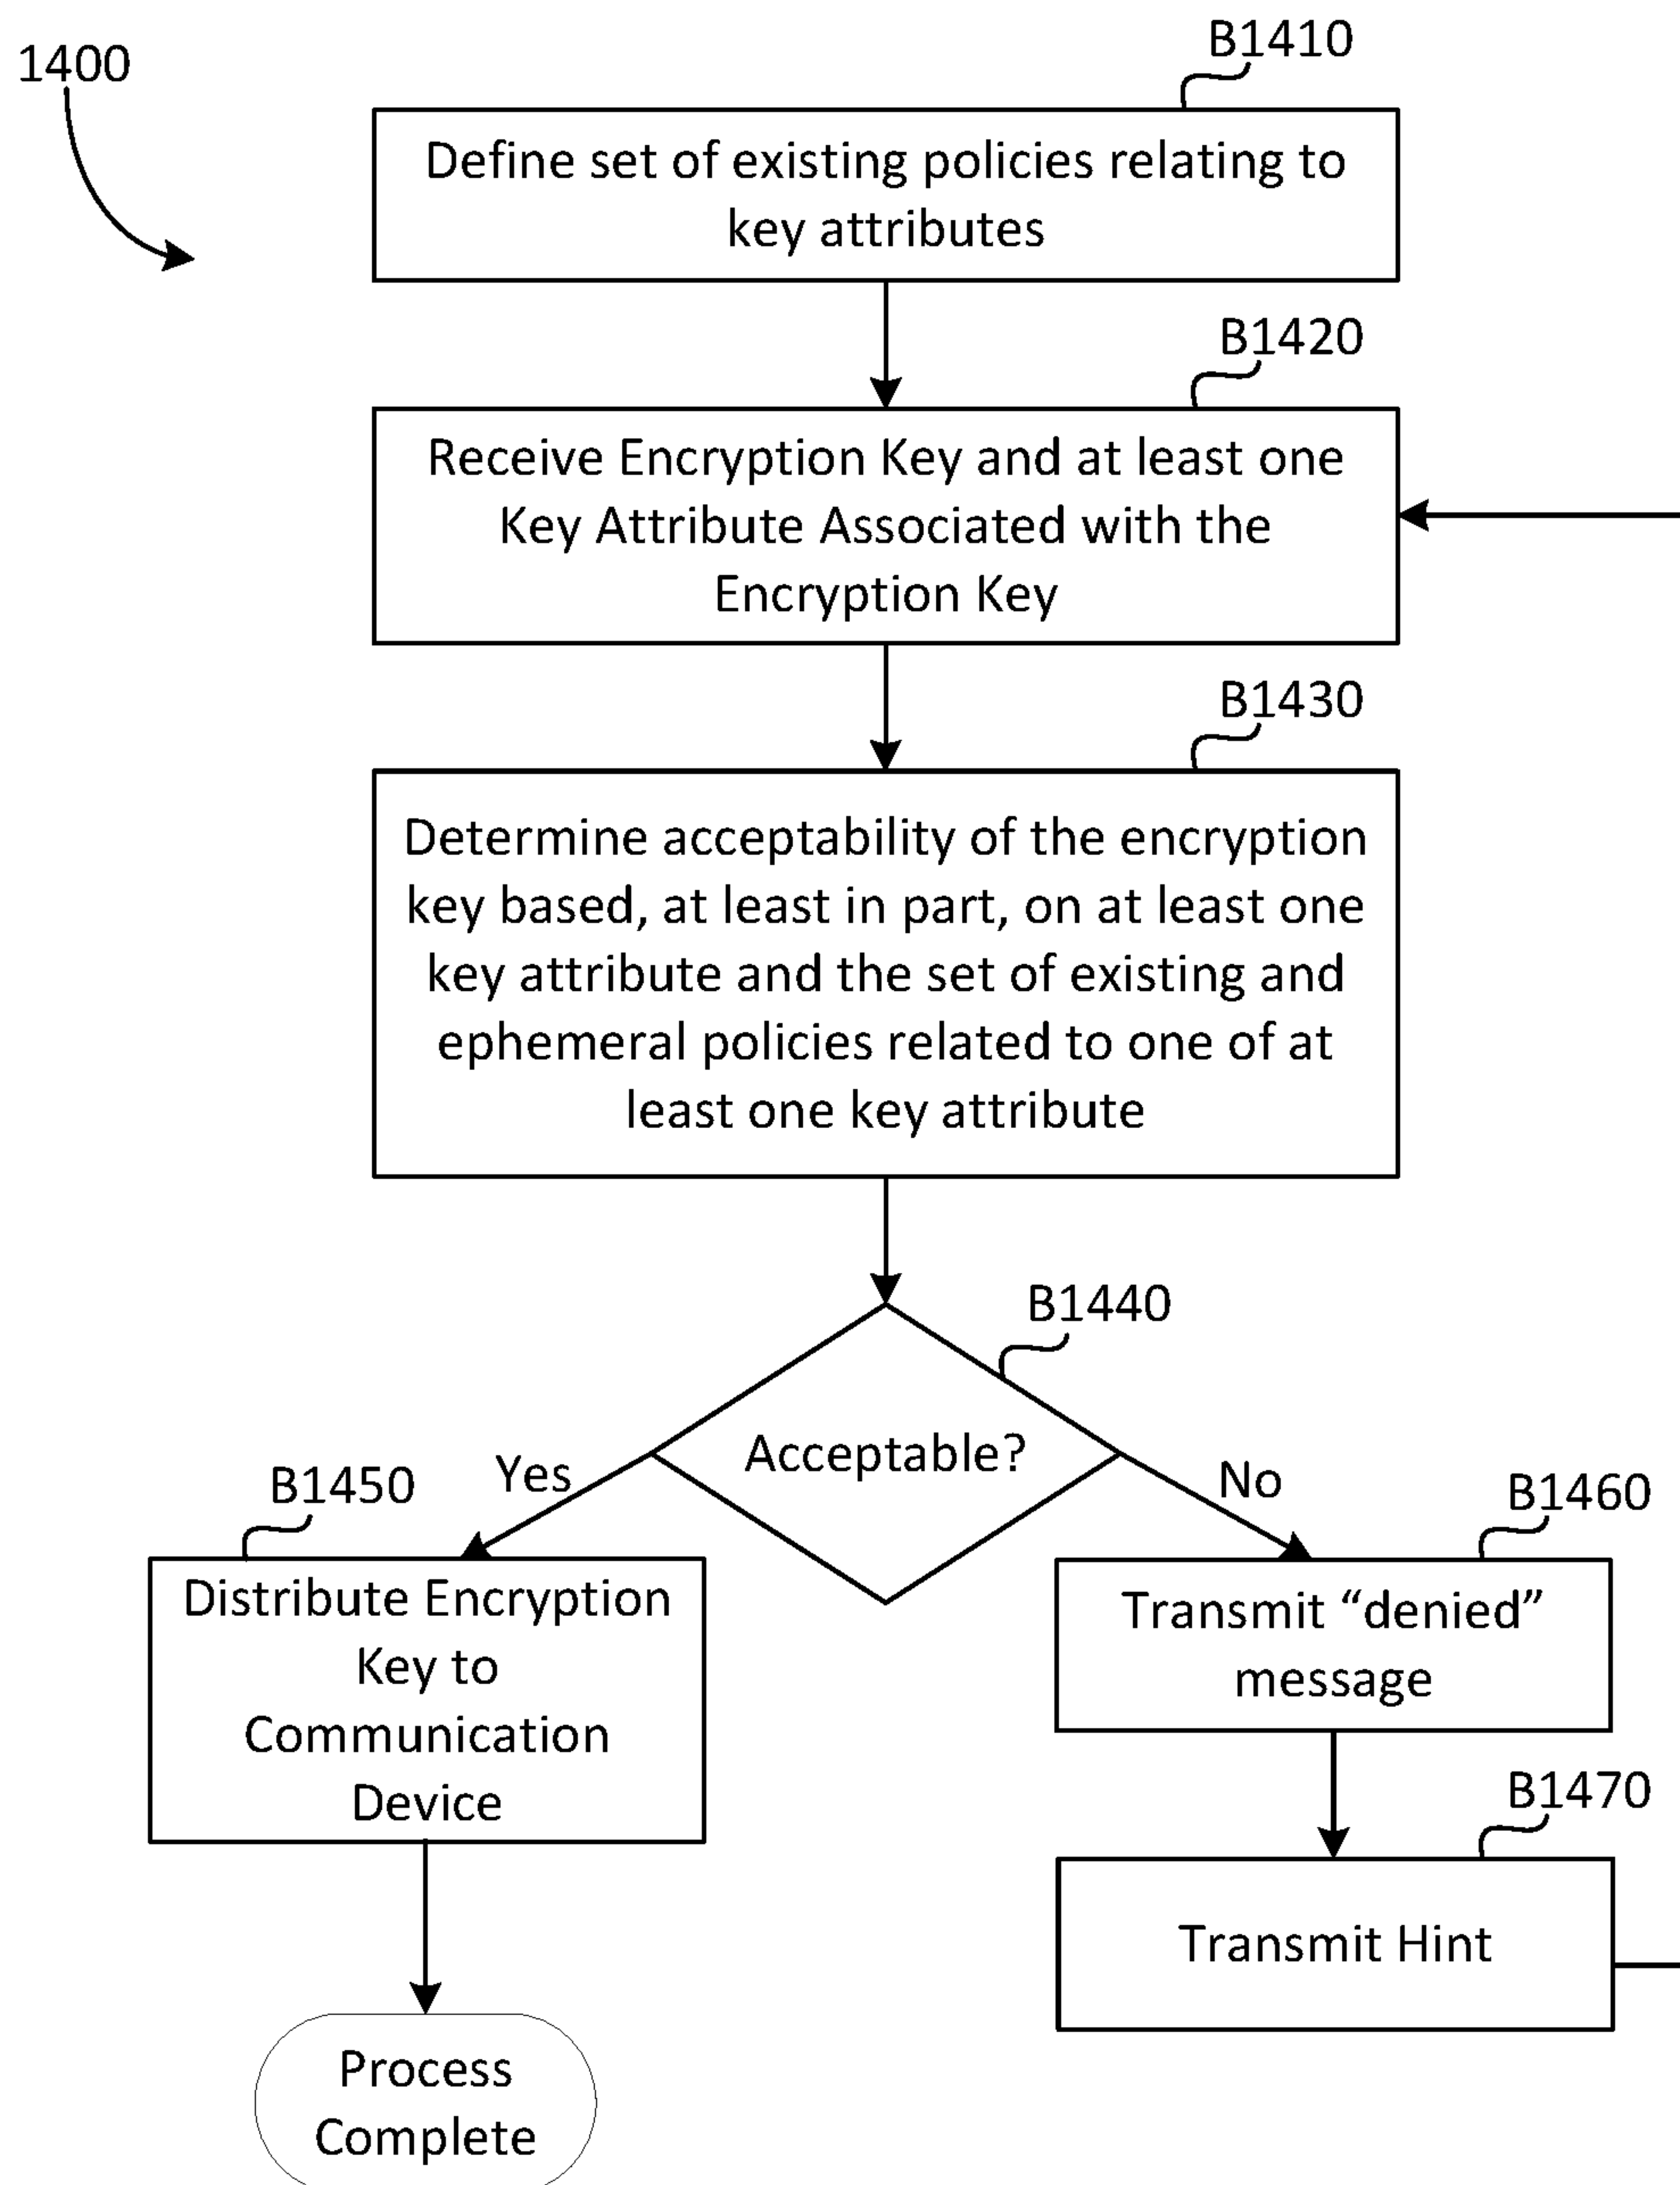 1400
B1410
Define set of existing policies relating to
key attributes
B1420
Receive Encryption Key and at least one
Key Attribute Associated with the
Encryption Key
B1430
Determine acceptability of the encryption
key based, at least in part, on at least one
key attribute and the set of existing and
ephemeral policies related to one of at
least one key attribute
B1440
Acceptable?
Yes
No
B1450
Distribute Encryption
Key to
Communication
Device
B1460
Transmit “denied”
message
B1470
Transmit Hint
Process
Complete